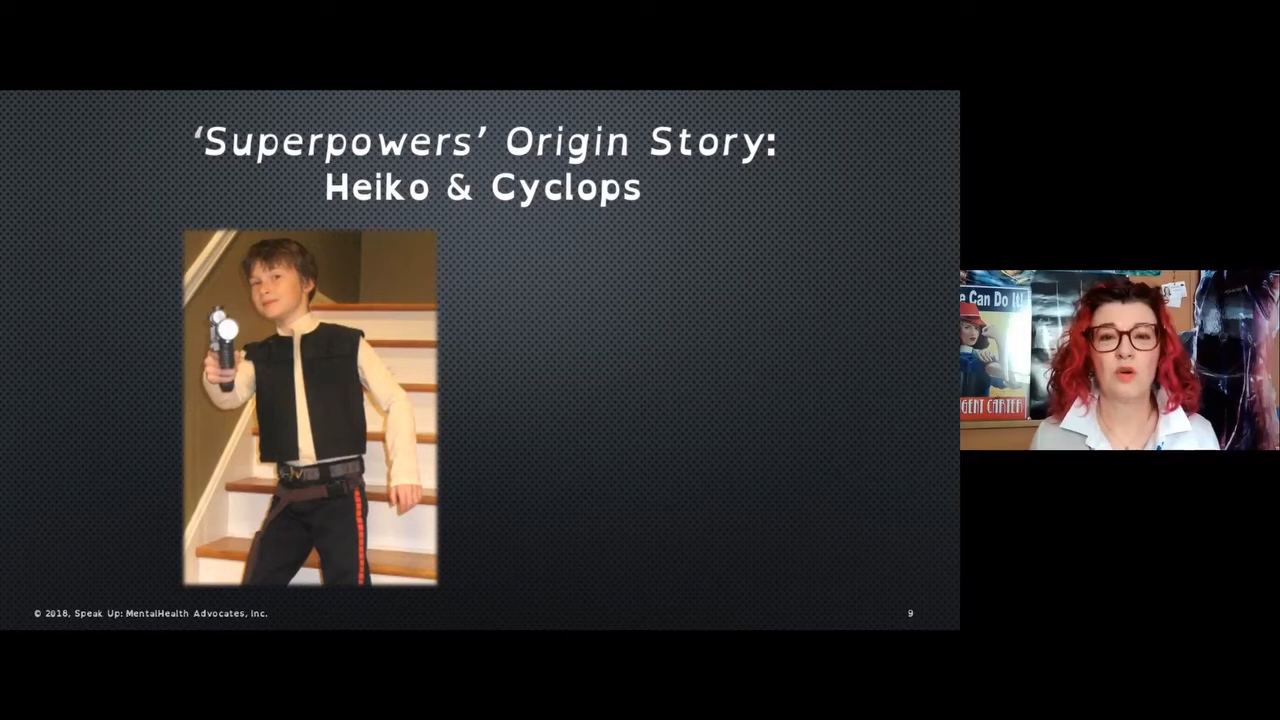 ‘Superpowers’ Origin Story:
Heiko & Cyclops
© 2018, Speak Up: MentalHealth Advocates, Inc.
9
e Can Do It!
GENT CARTER